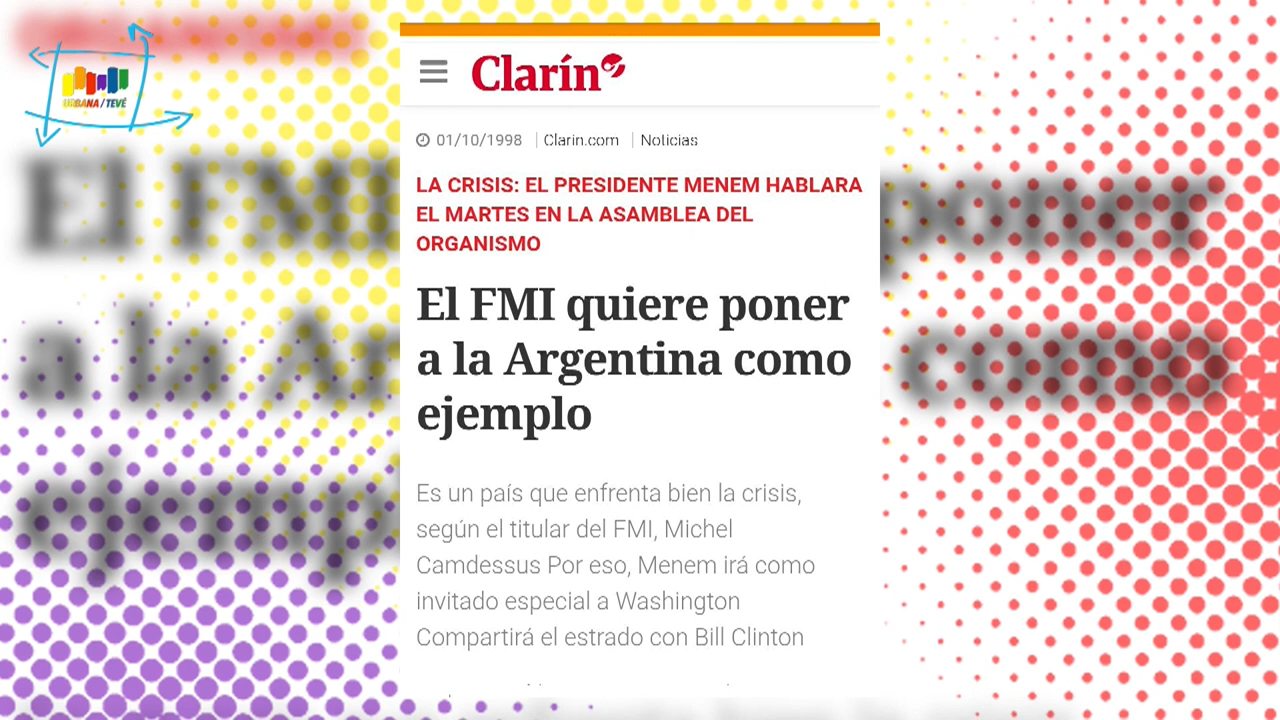 URBANA/TEVÉ
Clarín
01/10/1998 Clarin.com Noticias
LA CRISIS: EL PRESIDENTE MENEM HABLARA
EL MARTES EN LA ASAMBLEA DEL
ORGANISMO
El FMI quiere poner
a la Argentina como
ejemplo
Es un país que enfrenta bien la crisis,
según el titular del FMI, Michel
Camdessus Por eso, Menem irá como
invitado especial a Washington
Compartirá el estrado con Bill Clinton